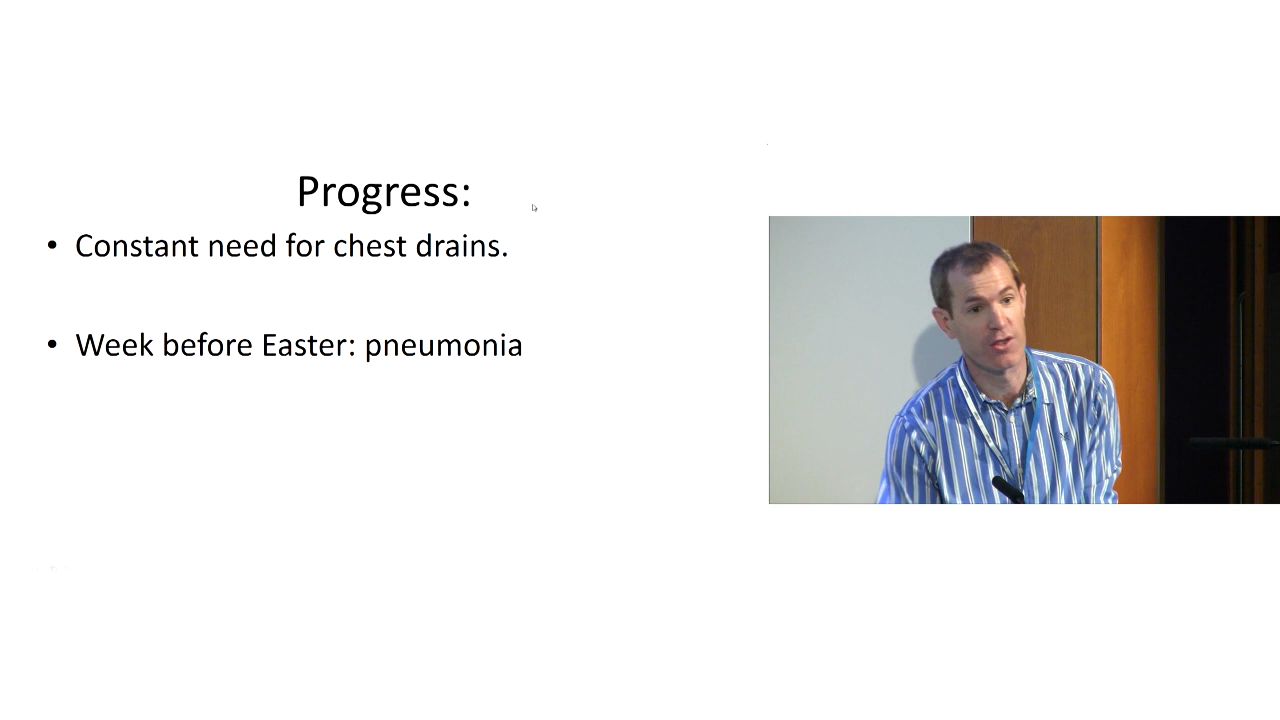 Progress:
• Constant need for chest drains.
• Week before Easter: pneumonia